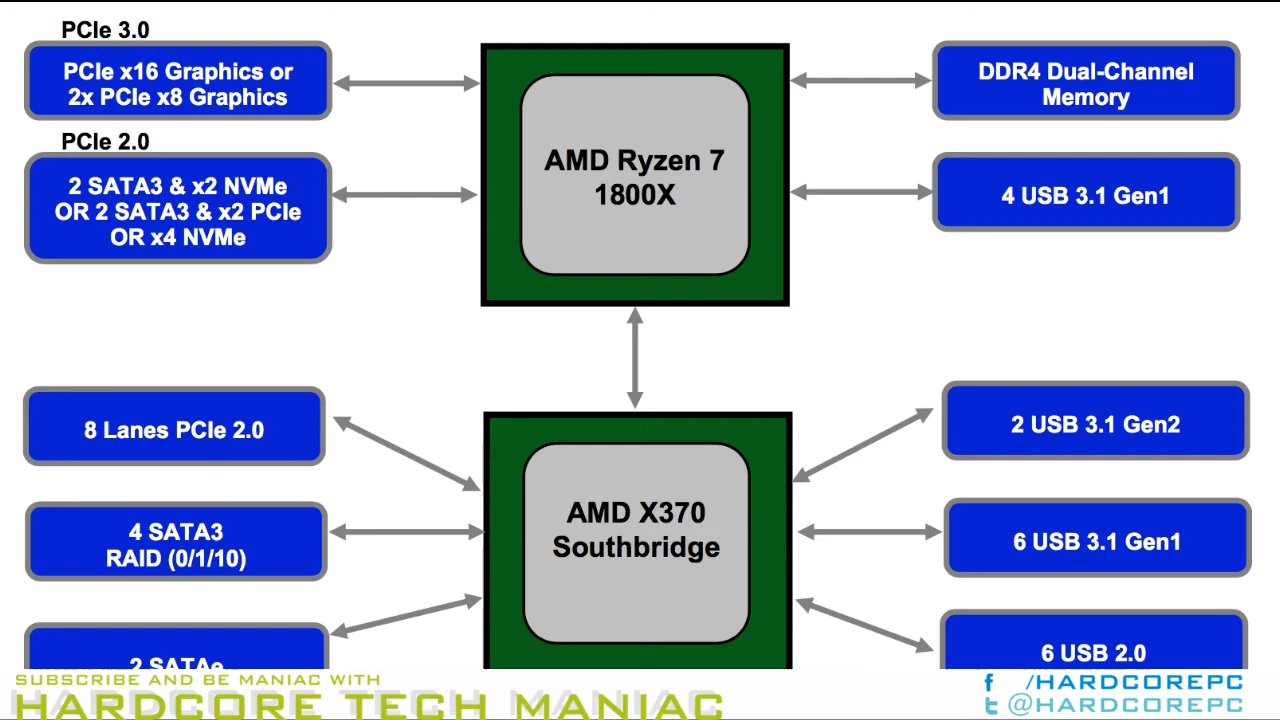 PCIe 3.0
PCIe x16 Graphics or
2x PCIe x8 Graphics
PCIe 2.0
2 SATA3 & x2 NVMe
OR 2 SATA3 & x2 PCIe
OR x4 NVMe
AMD Ryzen 7
1800X
DDR4 Dual-Channel
Memory
4 USB 3.1 Gen1
8 Lanes PCIe 2.0
4 SATA3
RAID (0/1/10)
2 SATAe
AMD X370
Southbridge
2 USB 3.1 Gen2
6 USB 3.1 Gen1
6 USB 2.0
SUBSCRIBE AND BE MANIAC WITH
HARDCORE TECH MANIAC
f /HARDCOREPC
t @HARDCOREPC